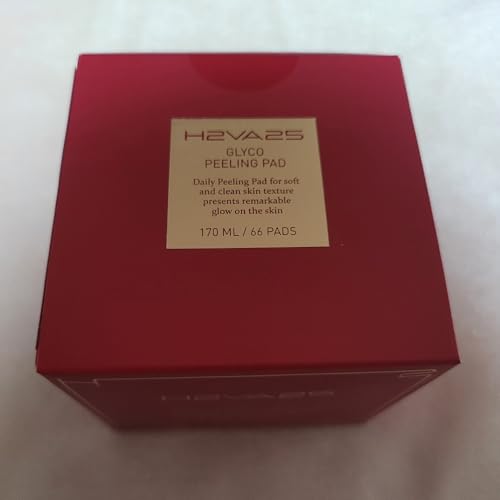 H2VA25
GLYCO
PEELING PAD
Daily Peeling Pad for soft
and clean skin texture
presents remarkable
glow on the skin
170 ML / 66 PADS
H2VA25